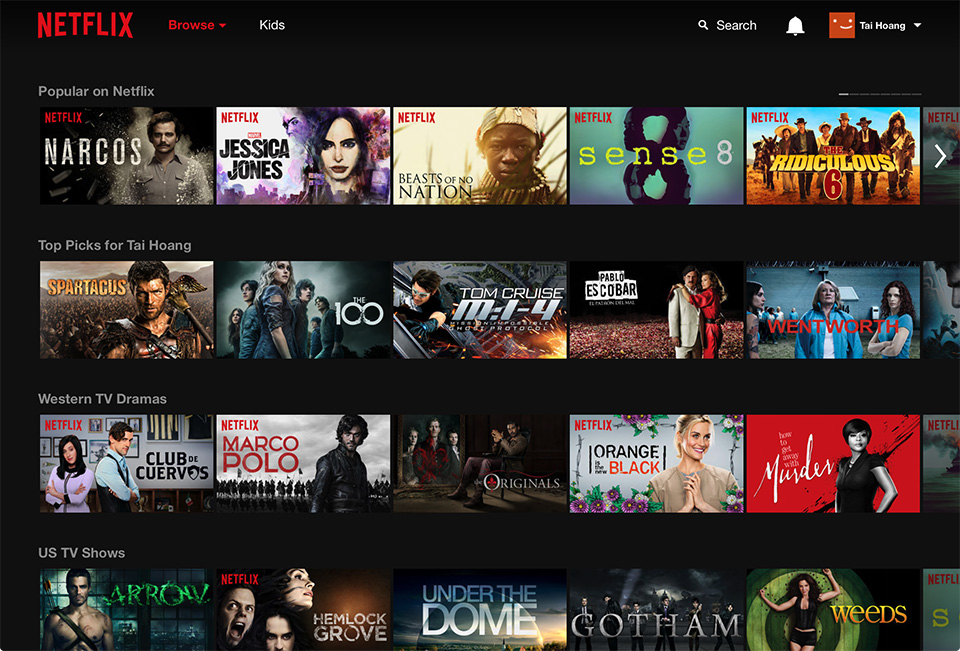 NETFLIX
Browse
Kids
Search
Tai Hoang
Popular on Netflix
NETFLIX
NARCOS
NETFLIX
MARVEL
JESSICA
JONES
NETFLIX
BEASTS OF NO
NATION
NETFLIX
sense8
NETFLIX
THE
RIDICULOUS
6
NETFL
Top Picks for Tai Hoang
SPARTACUS
THE
100
TOM CRUISE
M:I-4
MISSION: IMPOSSIBLE
GHOST PROTOCOL
PABLO
ESCOBAR
EL PATRÓN DEL MAL
WENTWORTH
Western TV Dramas
NETFLIX
CLUB DE
CUERVOS
NETFLIX
MARCO
POLO
the ORIGINALS
NETFLIX
ORANGE
is the new
BLACK
how
to
get
away
with
Murder
NETFL
US TV Shows
ARROW
NETFLIX
HEMLOCK
GROVE
UNDER THE
DOME
GOTHAM
weeds
NETFL
s